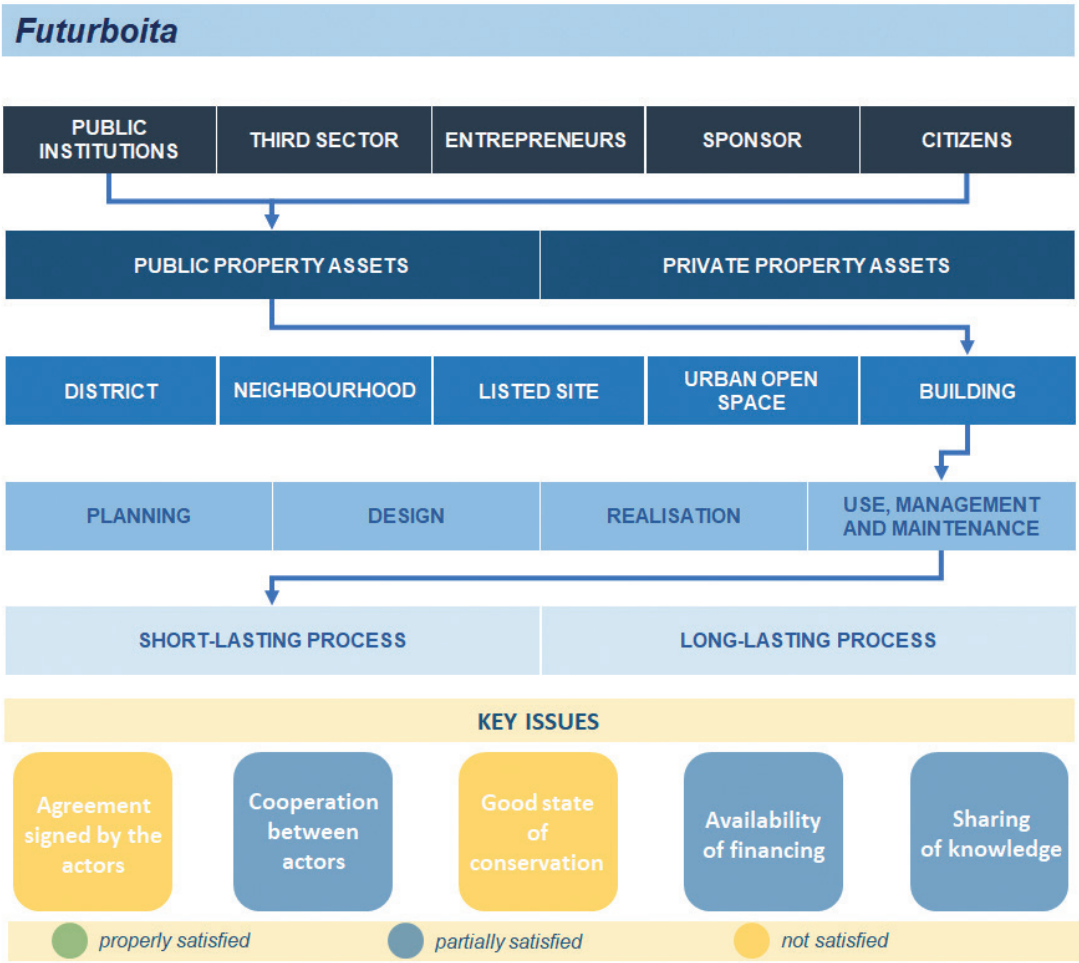 Futurboita
PUBLIC
INSTITUTIONS
THIRD SECTOR
ENTREPRENEURS
SPONSOR
CITIZENS
PUBLIC PROPERTY ASSETS
PRIVATE PROPERTY ASSETS
DISTRICT
NEIGHBOURHOOD
LISTED SITE
URBAN OPEN
SPACE
BUILDING
PLANNING
DESIGN
REALISATION
USE, MANAGEMENT
AND MAINTENANCE
SHORT-LASTING PROCESS
LONG-LASTING PROCESS
KEY ISSUES
Agreement
signed by the
actors
Cooperation
between
actors
Good state
of
conservation
Availability
of financing
Sharing
of knowledge
properly satisfied
partially satisfied
not satisfied